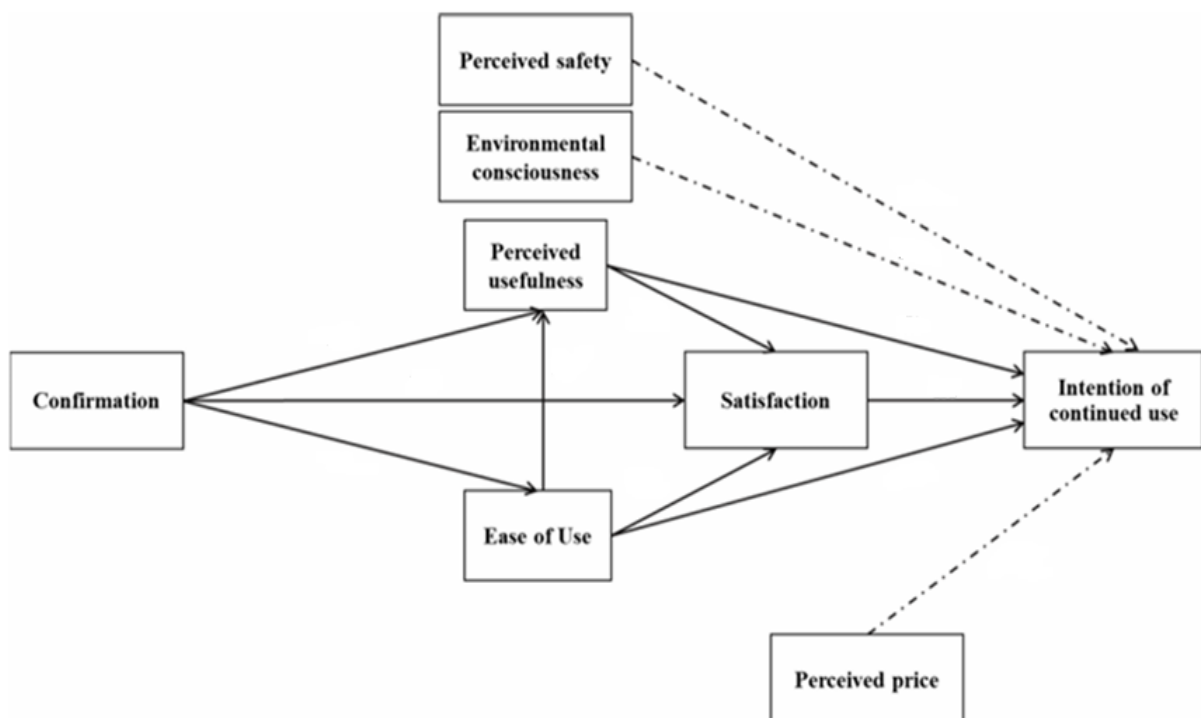 Perceived safety
Environmental
consciousness
Perceived
usefulness
Confirmation
Satisfaction
Intention of
continued use
Ease of Use
Perceived price